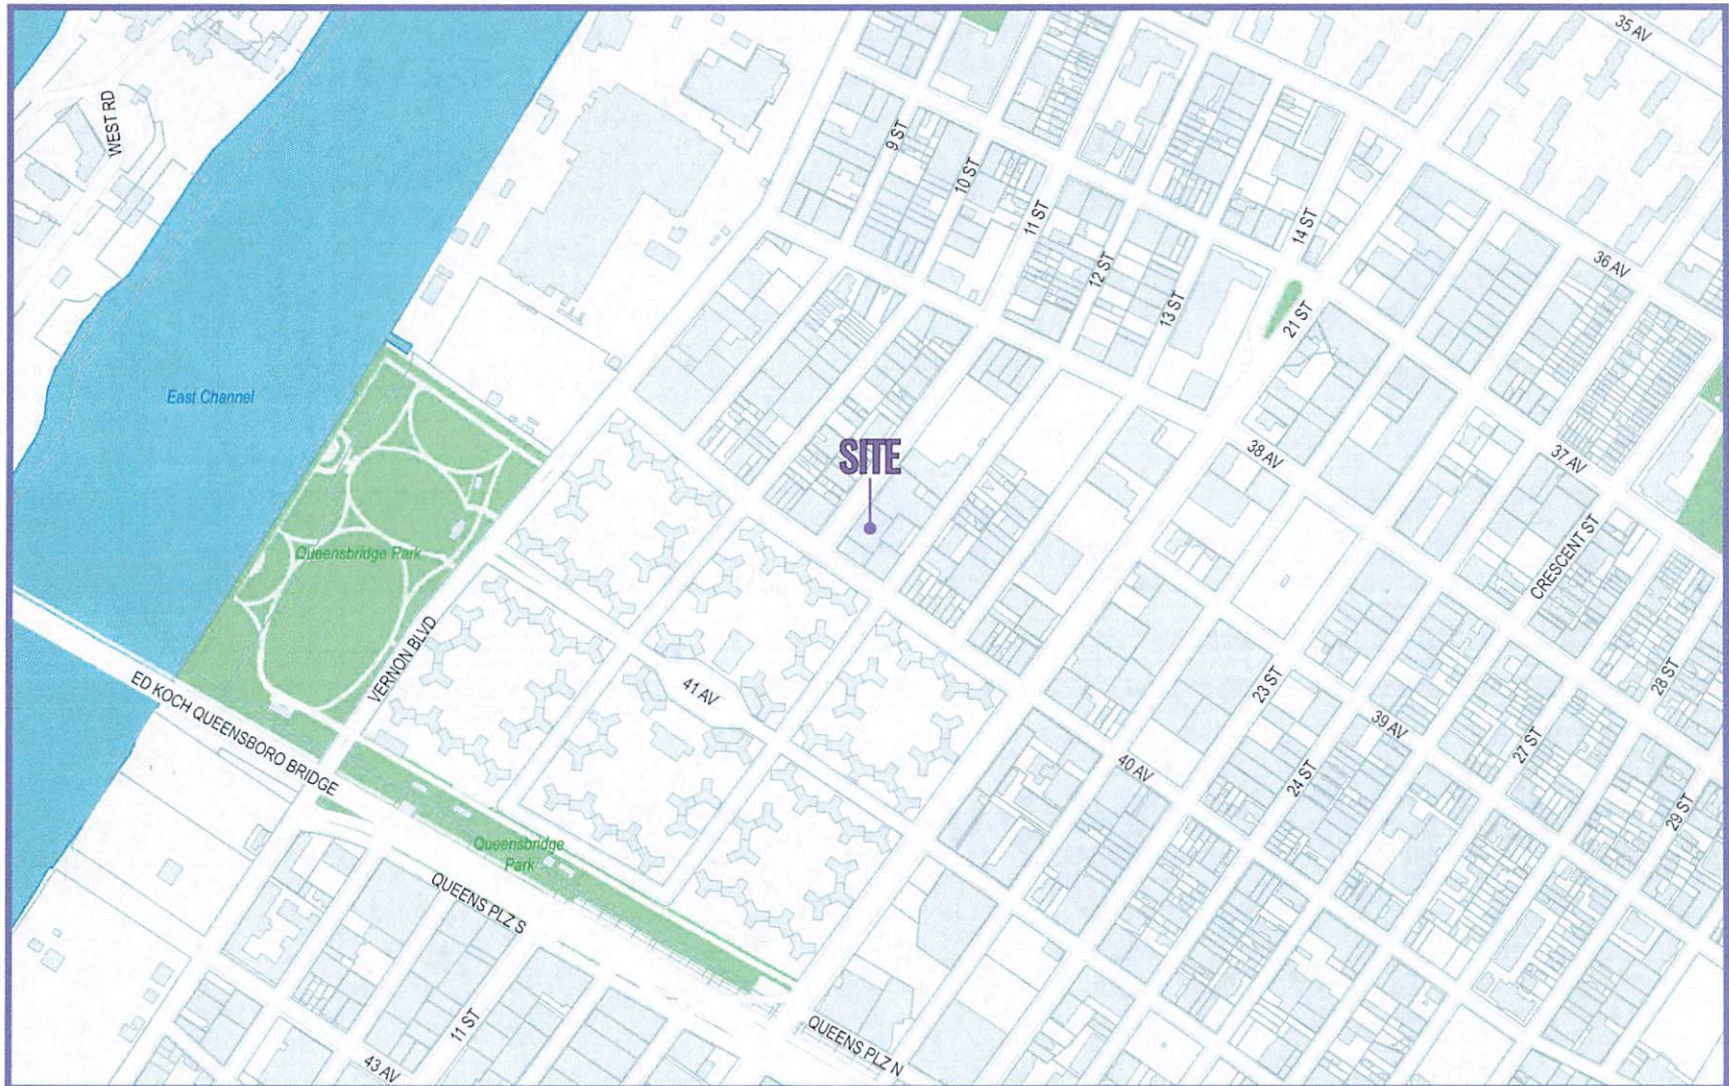 35 AV
WEST RD
9 ST
10 ST
11 ST
14 ST
12 ST
36 AV
13 ST
21 ST
East Channel
SITE
38 AV
37 AV
Queensbridge Park
CRESCENT ST
VERNON BLVD
ED KOCH QUEENSBORO BRIDGE
41 AV
23 ST
28 ST
39 AV
27 ST
40 AV
24 ST
29 ST
Queensbridge
Park
QUEENS PLZ S
11 ST
QUEENS PLZ N
43 AV